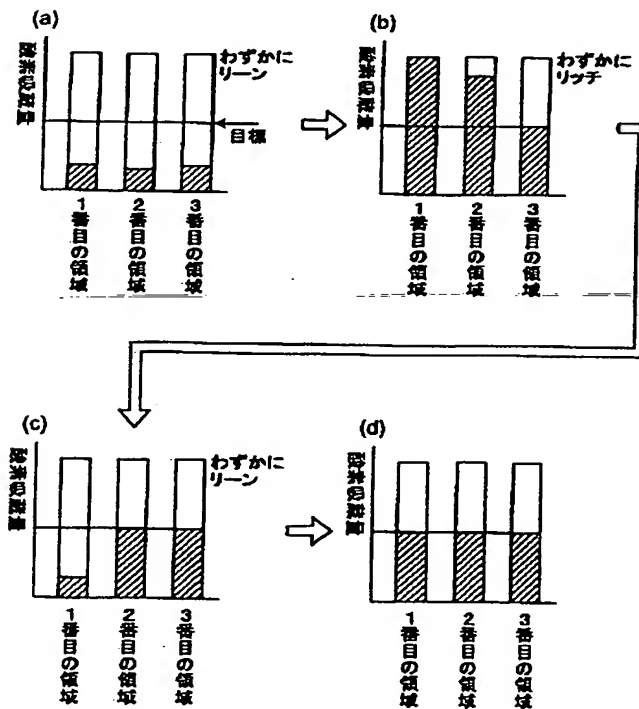 (a)
酸素吸蔵量
わずかに
リーン
目標
1番目の領域
2番目の領域
3番目の領域
(b)
酸素吸蔵量
わずかに
リッチ
1番目の領域
2番目の領域
3番目の領域
(c)
酸素吸蔵量
わずかに
リーン
1番目の領域
2番目の領域
3番目の領域
(d)
酸素吸蔵量
1番目の領域
2番目の領域
3番目の領域